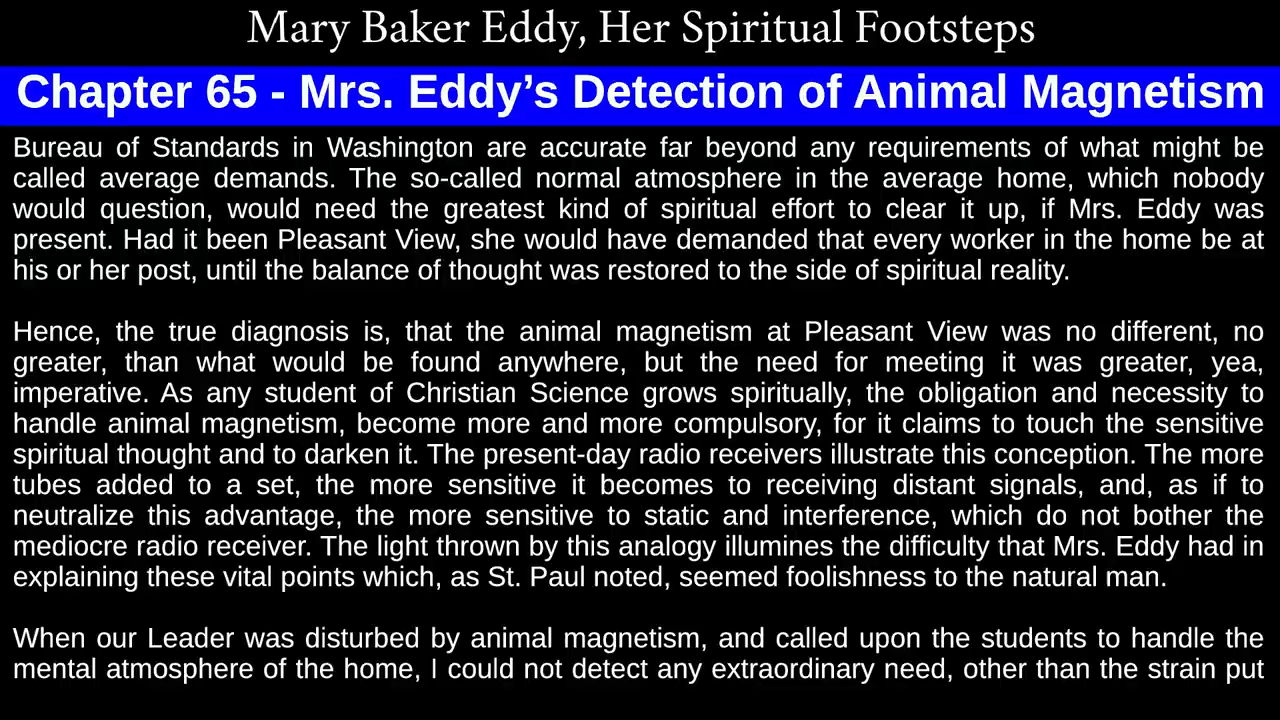 Mary Baker Eddy, Her Spiritual Footsteps
Chapter 65 - Mrs. Eddy’s Detection of Animal Magnetism
Bureau of Standards in Washington are accurate far beyond any requirements of what might be
called average demands. The so-called normal atmosphere in the average home, which nobody
would question, would need the greatest kind of spiritual effort to clear it up, if Mrs. Eddy was
present. Had it been Pleasant View, she would have demanded that every worker in the home be at
his or her post, until the balance of thought was restored to the side of spiritual reality.
Hence, the true diagnosis is, that the animal magnetism at Pleasant View was no different, no
greater, than what would be found anywhere, but the need for meeting it was greater, yea,
imperative. As any student of Christian Science grows spiritually, the obligation and necessity to
handle animal magnetism, become more and more compulsory, for it claims to touch the sensitive
spiritual thought and to darken it. The present-day radio receivers illustrate this conception. The more
tubes added to a set, the more sensitive it becomes to receiving distant signals, and, as if to
neutralize this advantage, the more sensitive to static and interference, which do not bother the
mediocre radio receiver. The light thrown by this analogy illumines the difficulty that Mrs. Eddy had in
explaining these vital points which, as St. Paul noted, seemed foolishness to the natural man.
When our Leader was disturbed by animal magnetism, and called upon the students to handle the
mental atmosphere of the home, I could not detect any extraordinary need, other than the strain put